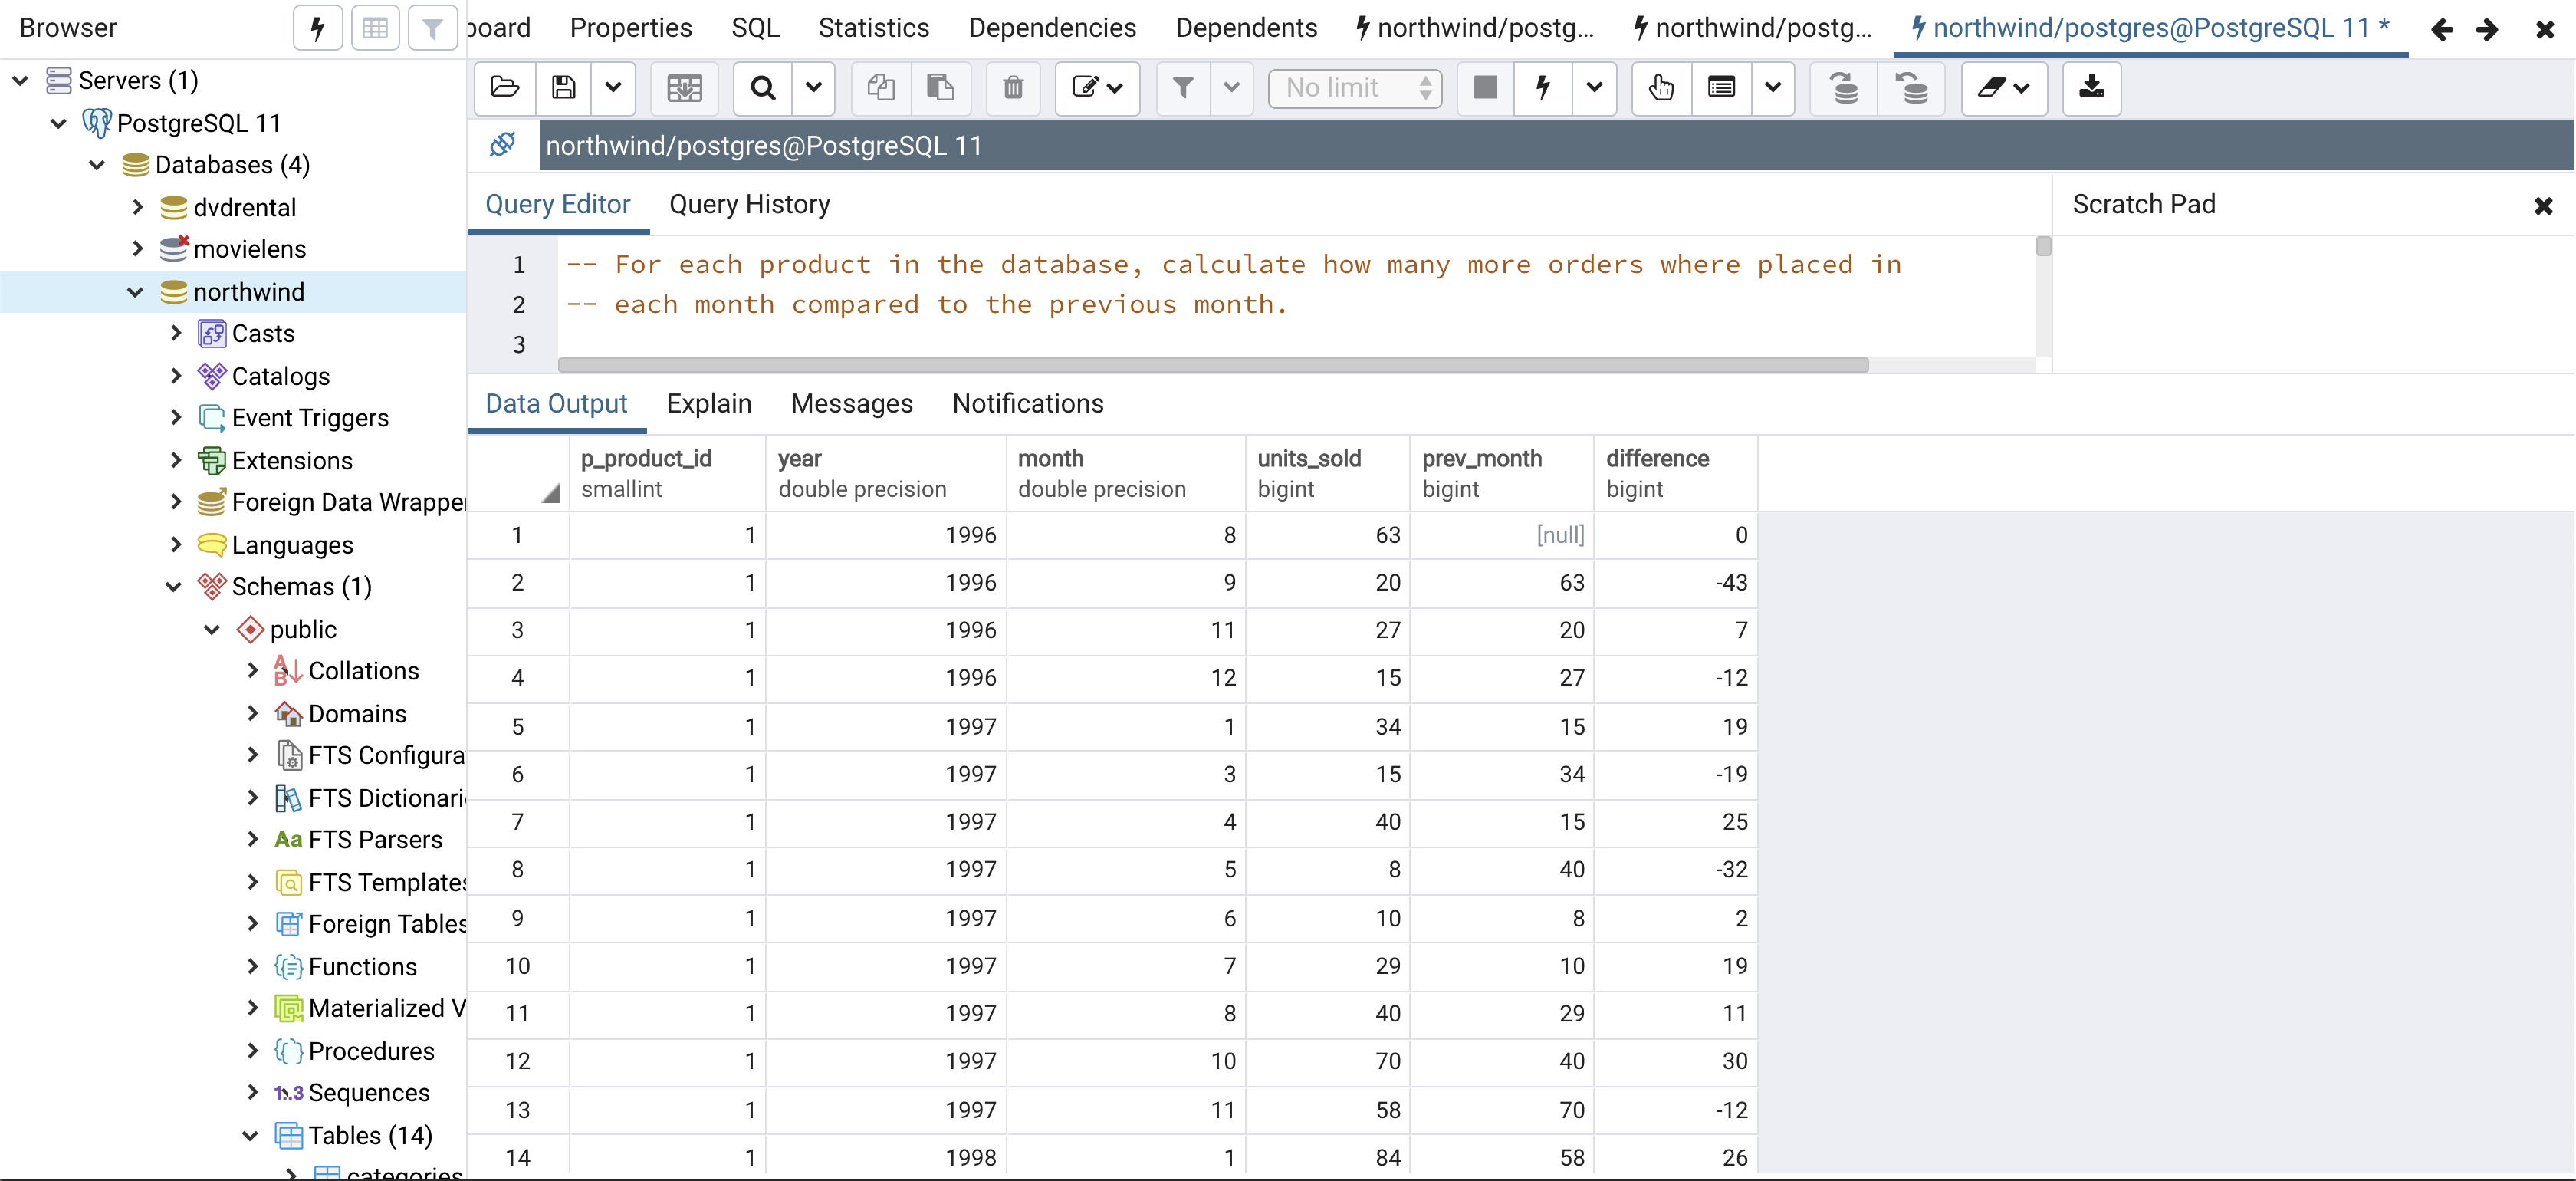 Browser
board Properties SQL Statistics Dependencies Dependents northwind/postg... northwind/postg... northwind/postgres@PostgreSQL 11 *
No limit
northwind/postgres@PostgreSQL 11
Servers (1)
PostgreSQL 11
Databases (4)
dvdrental
movielens
northwind
Casts
Catalogs
Event Triggers
Extensions
Foreign Data Wrappe
Languages
Schemas (1)
public
Collations
Domains
FTS Configura
FTS Dictionari
Aa FTS Parsers
FTS Templates
Foreign Tables
Functions
Materialized V
Procedures
1..3 Sequences
Tables (14)
categories
Query Editor Query History
Scratch Pad
1 -- For each product in the database, calculate how many more orders where placed in
2 -- each month compared to the previous month.
3
Data Output Explain Messages Notifications
p_product_id year month units_sold prev_month difference
smallint double precision double precision bigint bigint bigint
1 1 1996 8 63 [null] 0
2 1 1996 9 20 63 -43
3 1 1996 11 27 20 7
4 1 1996 12 15 27 -12
5 1 1997 1 34 15 19
6 1 1997 3 15 34 -19
7 1 1997 4 40 15 25
8 1 1997 5 8 40 -32
9 1 1997 6 10 8 2
10 1 1997 7 29 10 19
11 1 1997 8 40 29 11
12 1 1997 10 70 40 30
13 1 1997 11 58 70 -12
14 1 1998 1 84 58 26